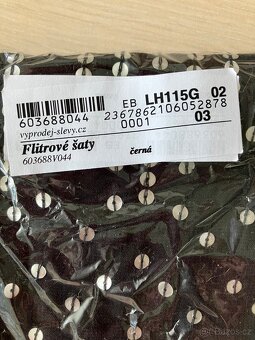 EB LH115G 02
603688044 2367862106052878
vyprodej-slevy.cz 0001 03
Flitrové šaty
603688V044 černá